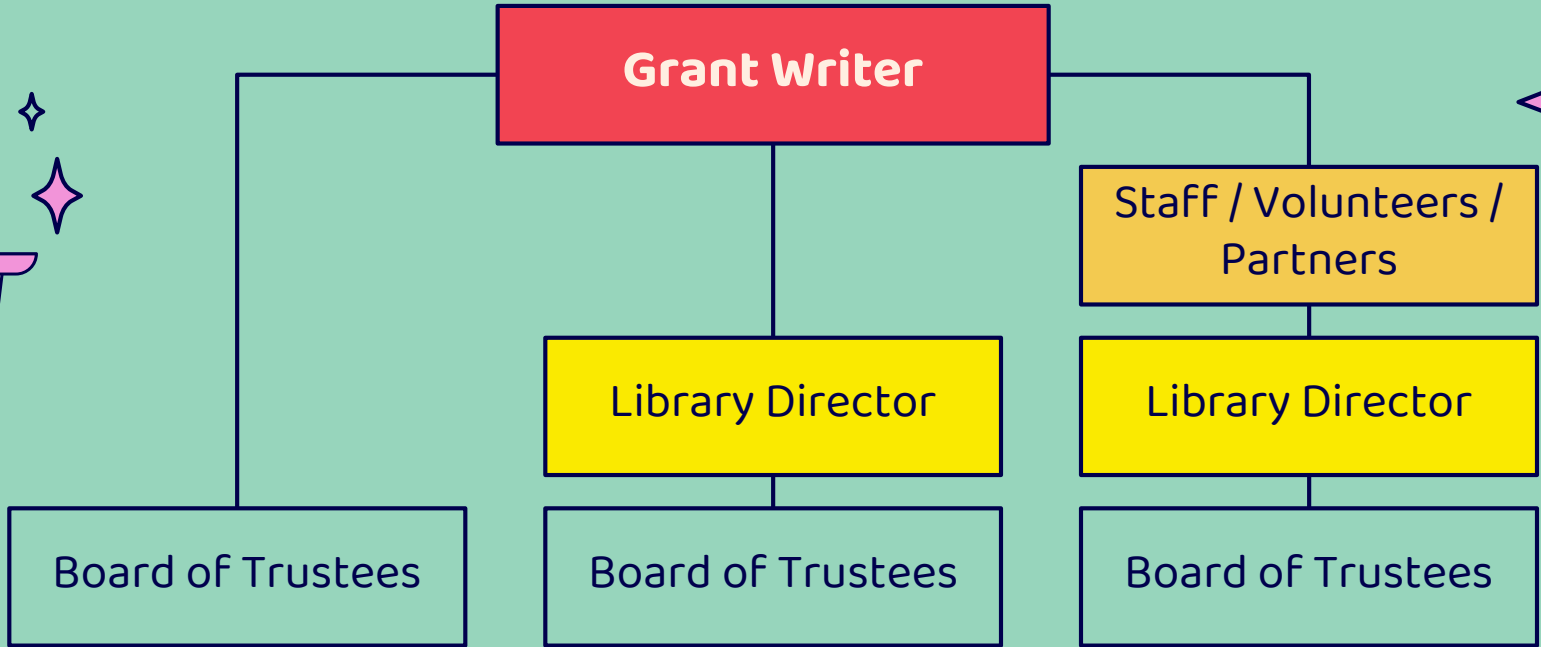 Grant Writer
Staff / Volunteers /
Partners
Library Director
Library Director
Board of Trustees
Board of Trustees
Board of Trustees